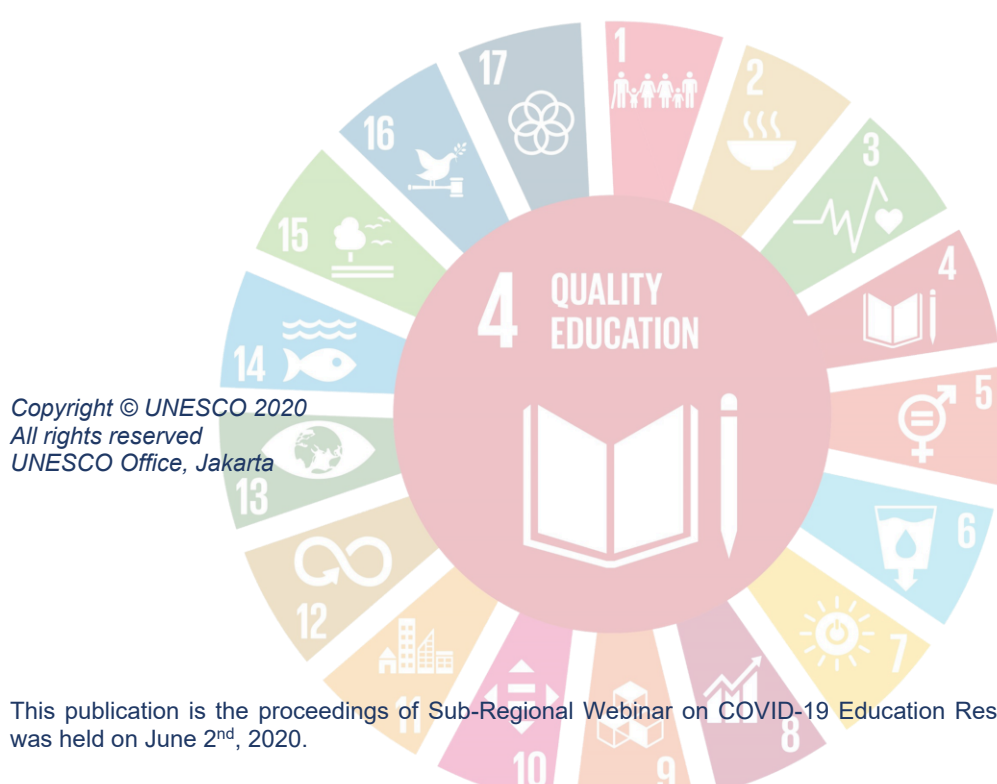 17
1
2
16
3
15
4
4 QUALITY
EDUCATION
14
5
Copyright © UNESCO 2020
All rights reserved
UNESCO Office, Jakarta
13
6
12
7
This publication is the proceedings of Sub-Regional Webinar on COVID-19 Education
was held on June 2nd, 2020.
11
8
10
9